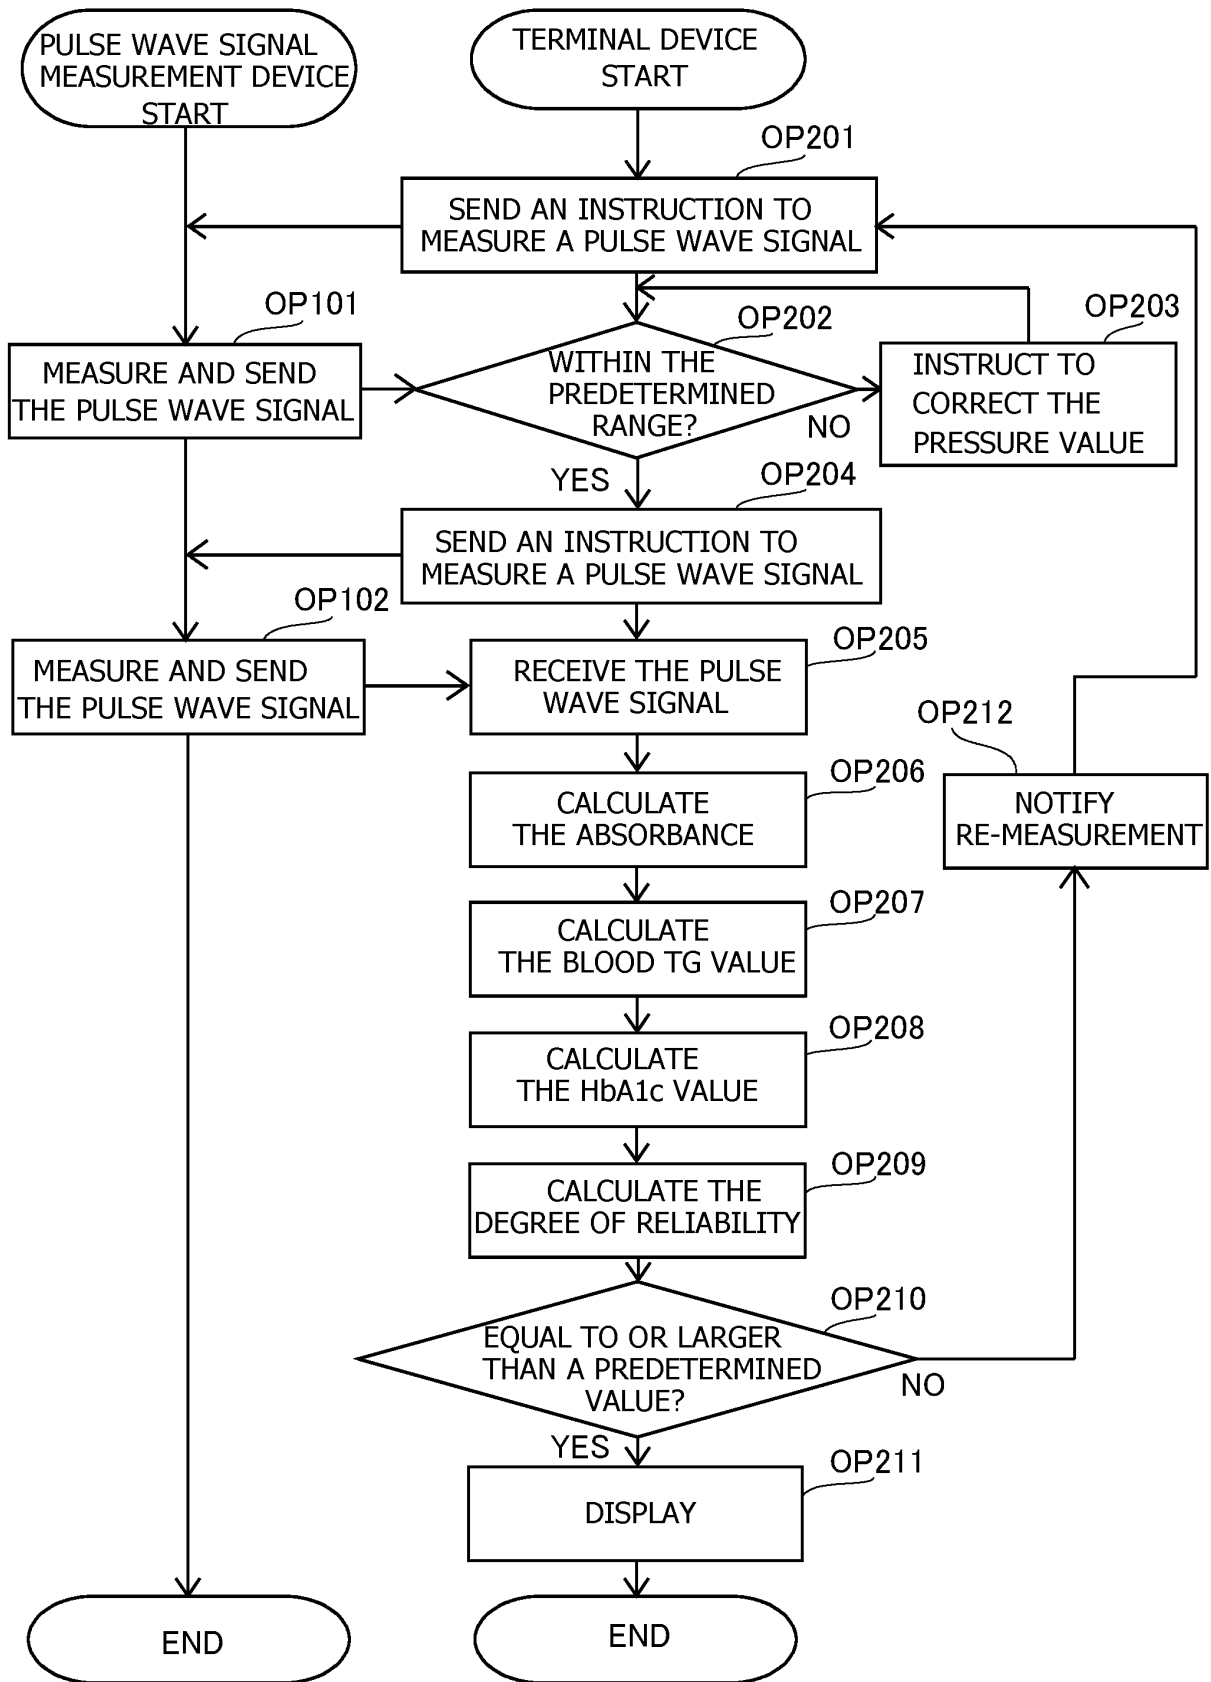 PULSE WAVE SIGNAL
MEASUREMENT DEVICE
START
TERMINAL DEVICE
START
OP201
SEND AN INSTRUCTION TO
MEASURE A PULSE WAVE SIGNAL
OP101
MEASURE AND SEND
THE PULSE WAVE SIGNAL
OP202
WITHIN THE
PREDETERMINED
RANGE?
NO
YES
OP203
INSTRUCT TO
CORRECT THE
PRESSURE VALUE
OP204
SEND AN INSTRUCTION TO
MEASURE A PULSE WAVE SIGNAL
OP102
MEASURE AND SEND
THE PULSE WAVE SIGNAL
OP205
RECEIVE THE PULSE
WAVE SIGNAL
OP206
CALCULATE
THE ABSORBANCE
OP212
NOTIFY
RE-MEASUREMENT
OP207
CALCULATE
THE BLOOD TG VALUE
OP208
CALCULATE
THE HbA1c VALUE
OP209
CALCULATE THE
DEGREE OF RELIABILITY
OP210
EQUAL TO OR LARGER
THAN A PREDETERMINED
VALUE?
NO
YES
OP211
DISPLAY
END
END